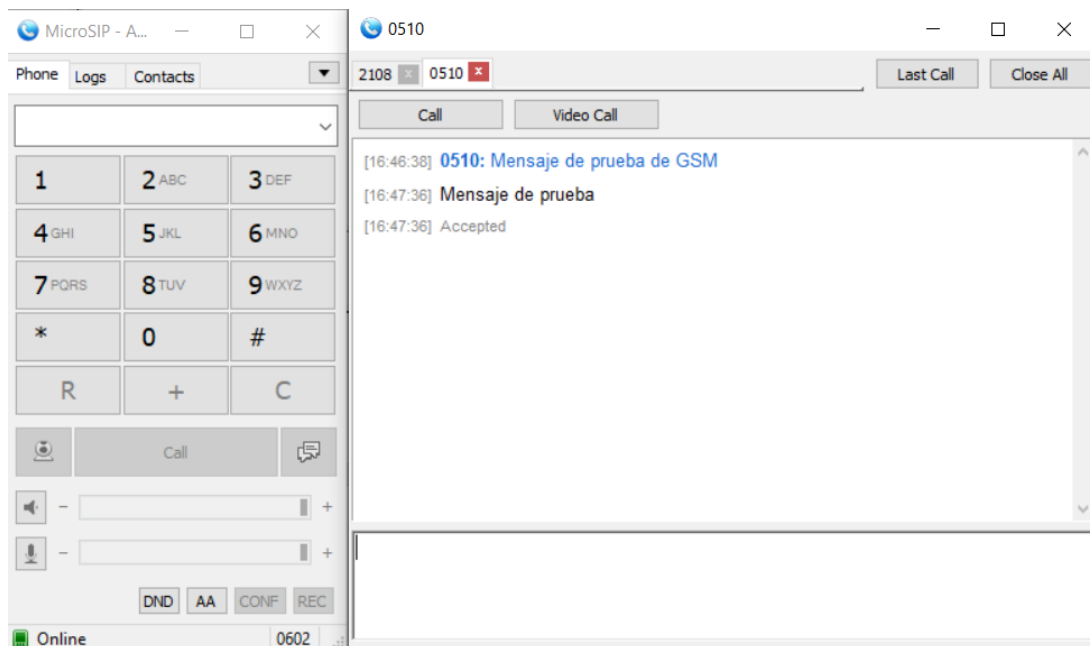 MicroSIP - A...
Phone Logs Contacts
1 2 ABC 3 DEF
4 GHI 5 JKL 6 MNO
7 PQRS 8 TUV 9 WXYZ
* 0 #
R + C
Call
- +
- +
DND AA CONF REC
Online 0602
0510
2108 x 0510 x Last Call Close All
Call Video Call
[16:46:38] 0510: Mensaje de prueba de GSM
[16:47:36] Mensaje de prueba
[16:47:36] Accepted